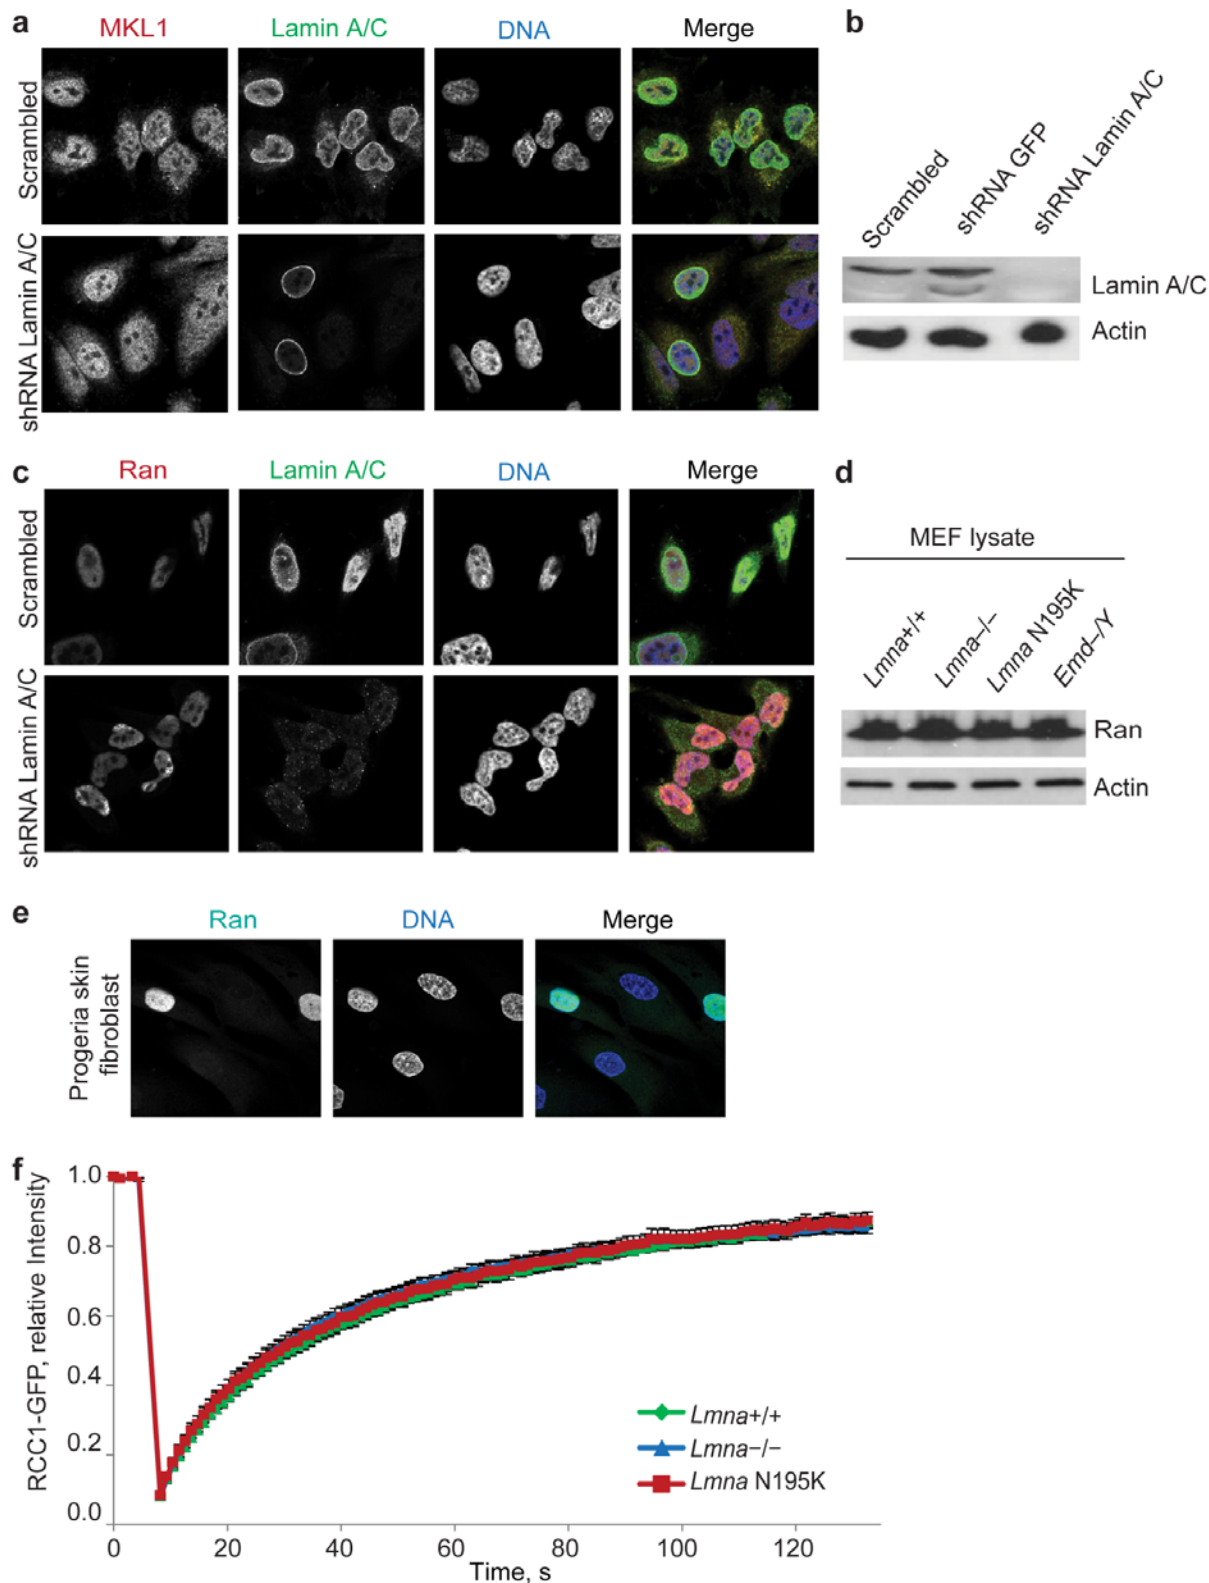 a
MKL1 Lamin A/C DNA Merge
Scrambled
shRNA Lamin A/C
b
Scrambled
shRNA GFP
shRNA Lamin A/C
Lamin A/C
Actin
c
Ran Lamin A/C DNA Merge
Scrambled
shRNA Lamin A/C
d
MEF lysate
Lmna+/+
Lmna–/–
Lmna N195K
Emd–/Y
Ran
Actin
e
Ran DNA Merge
Progeria skin
fibroblast
f
RCC1-GFP, relative Intensity
1.0
0.8
0.6
0.4
0.2
0.0
Lmna+/+
Lmna–/–
Lmna N195K
0 20 40 60 80 100 120
Time, s